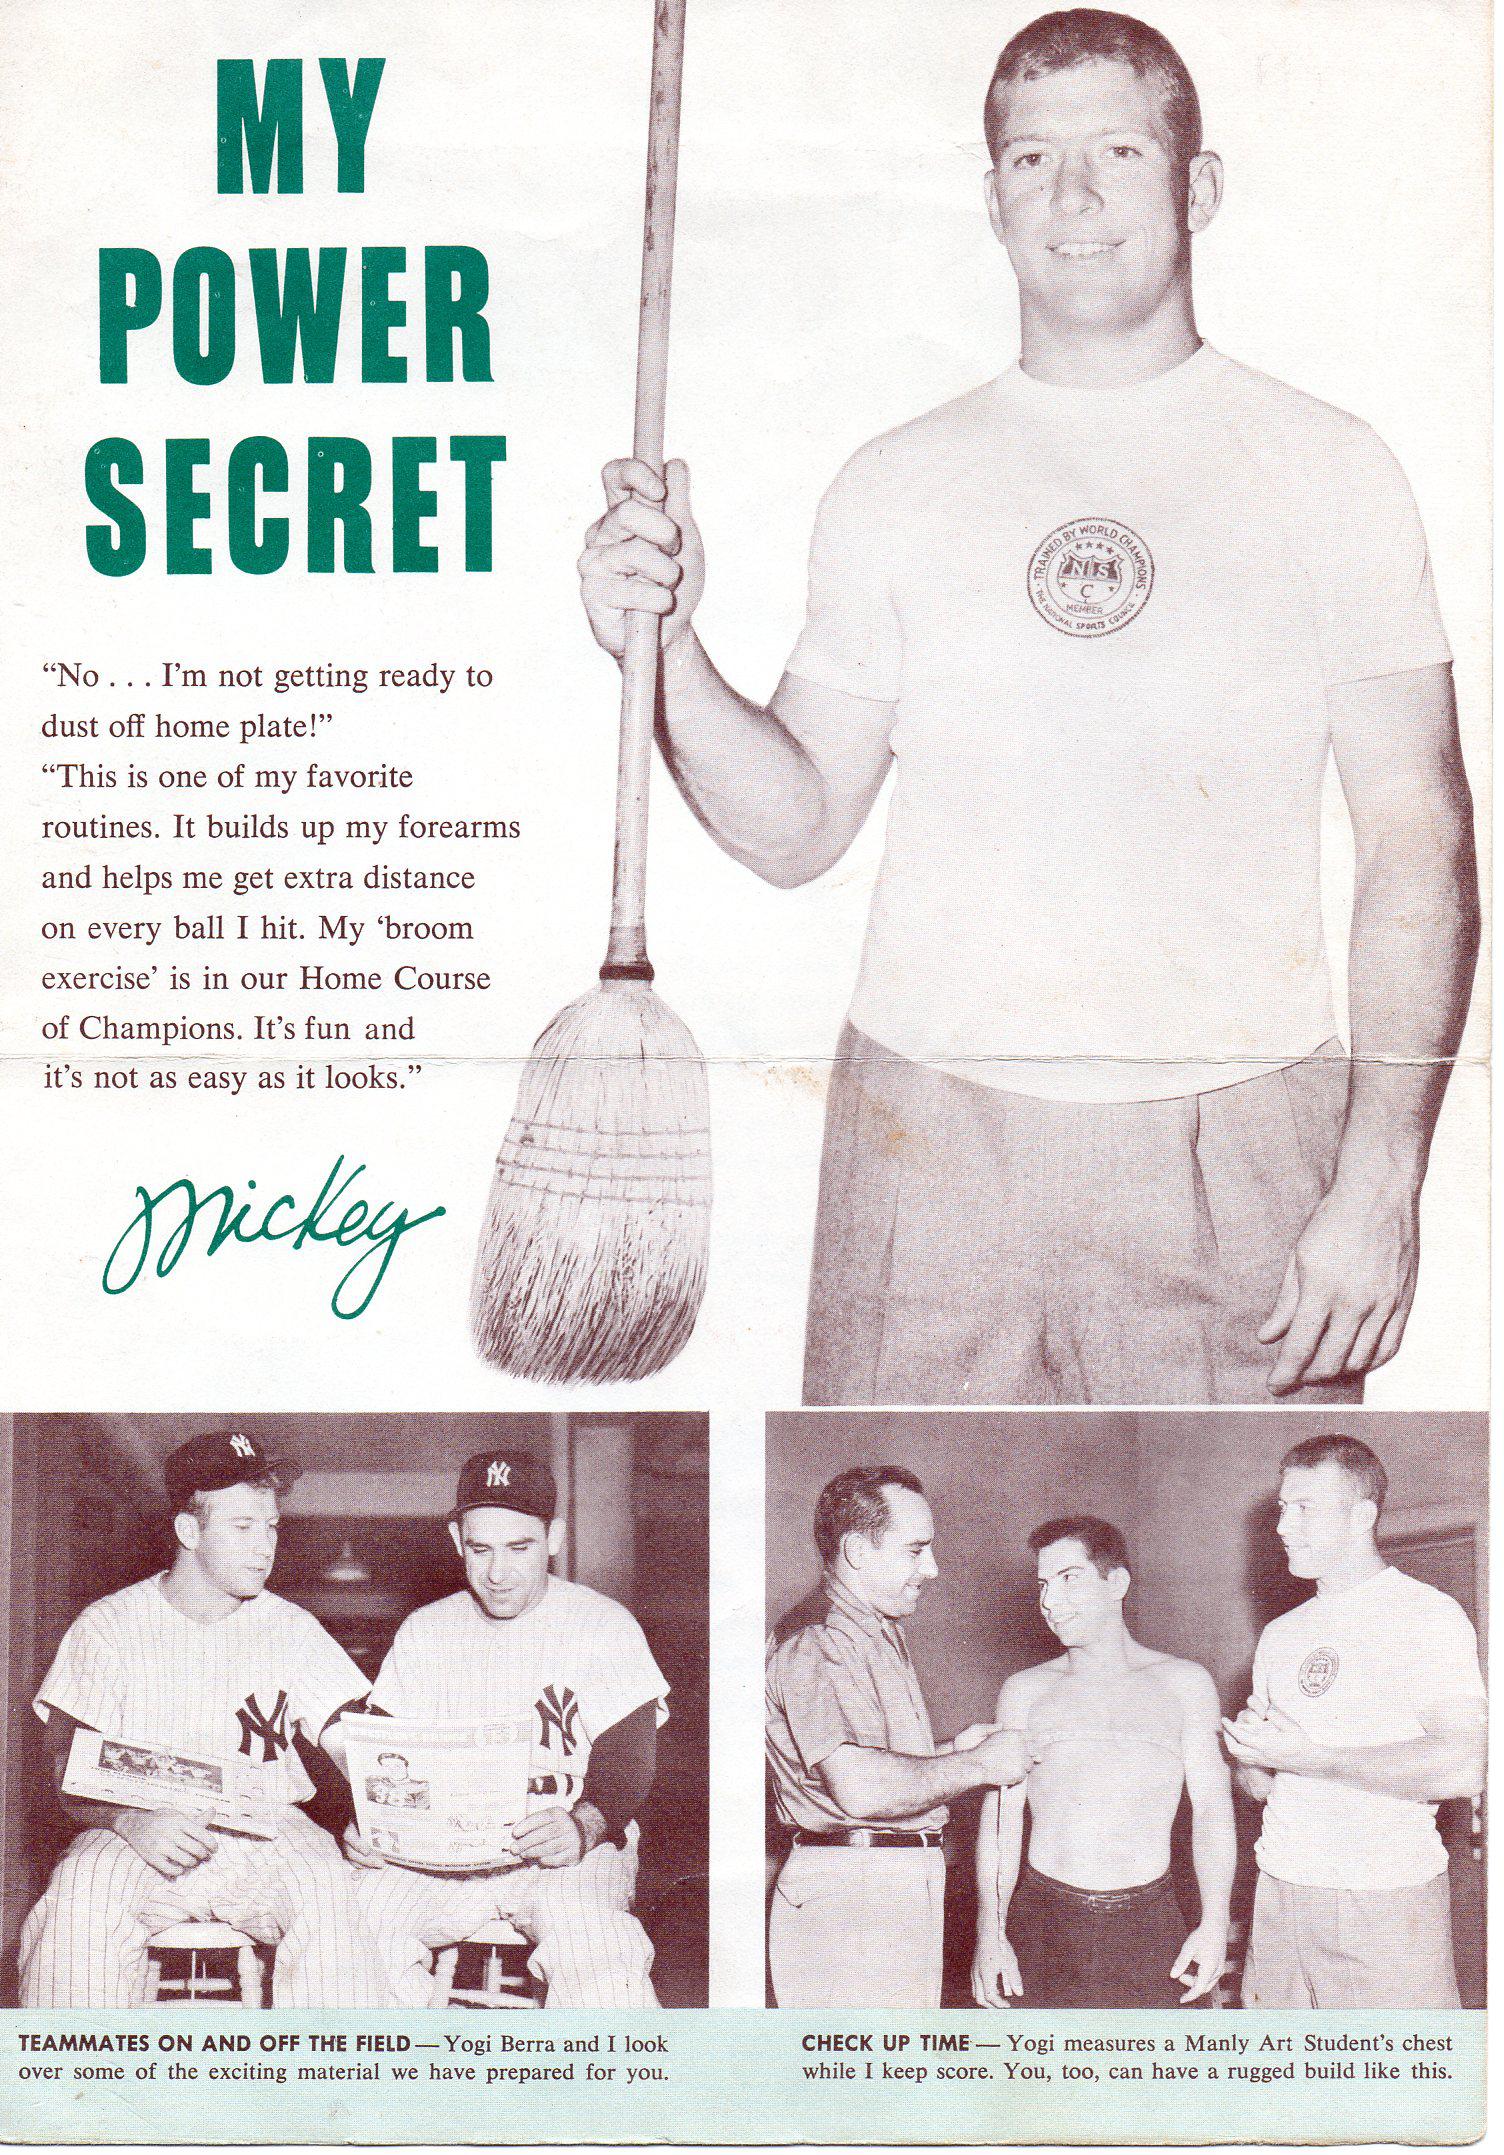 MY
POWER
SECRET
“No . . . I’m not getting ready to
dust off home plate!”
“This is one of my favorite
routines. It builds up my forearms
and helps me get extra distance
on every ball I hit. My ‘broom
exercise’ is in our Home Course
of Champions. It’s fun and
it’s not as easy as it looks.”
Mickey
TRAINED BY WORLD CHAMPIONS
NSC
MEMBER
THE NATIONAL SPORTS COUNCIL
NY
NY
NY
NY
TEAMMATES ON AND OFF THE FIELD — Yogi Berra and I look
over some of the exciting material we have prepared for you.
CHECK UP TIME — Yogi measures a Manly Art Student’s chest
while I keep score. You, too, can have a rugged build like this.